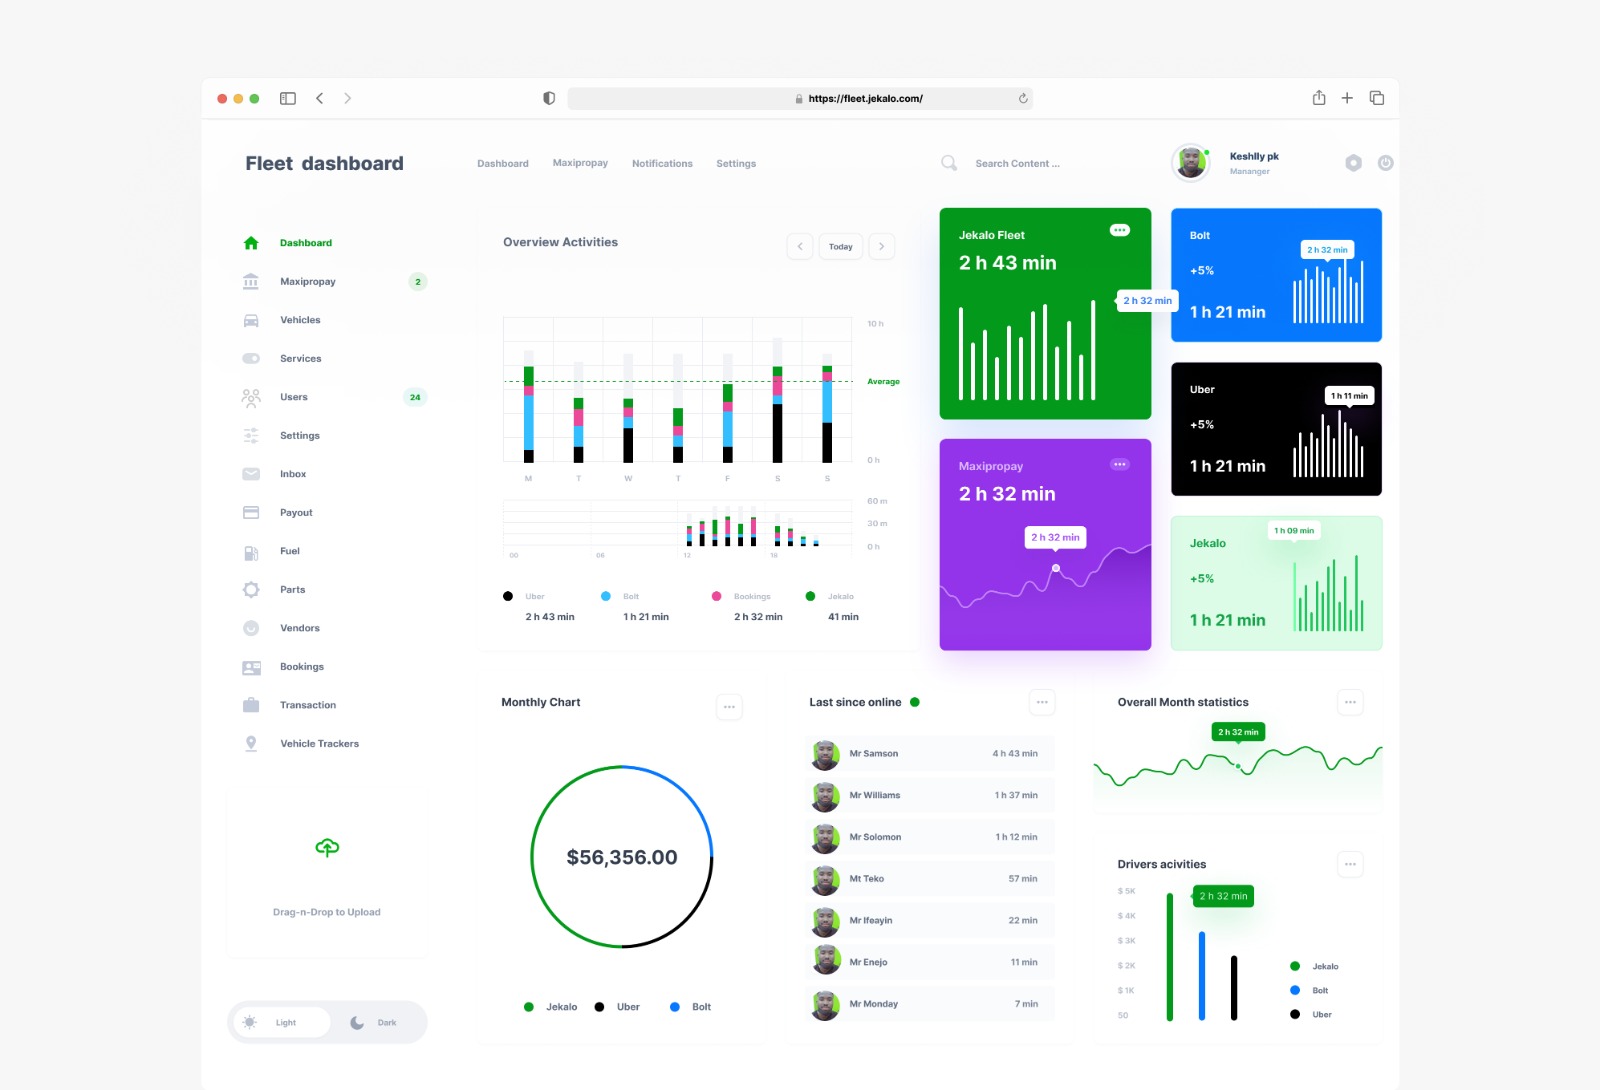 https://fleet.jekalo.com/
Fleet dashboard
Dashboard
Maxipropay
Notifications
Settings
Search Content ...
Keshlly pk
Mananger
Dashboard
Maxipropay
2
Vehicles
Services
Users
24
Settings
Inbox
Payout
Fuel
Parts
Vendors
Bookings
Transaction
Vehicle Trackers
Drag-n-Drop to Upload
Light
Dark
Overview Activities
Today
10 h
Average
0 h
M T W T F S S
60 m
30 m
0 h
00 06 12 18
Uber
2 h 43 min
Bolt
1 h 21 min
Bookings
2 h 32 min
Jekalo
41 min
Jekalo Fleet
2 h 43 min
2 h 32 min
Maxipropay
2 h 32 min
2 h 32 min
Bolt
2 h 32 min
+5%
1 h 21 min
Uber
1 h 11 min
+5%
1 h 21 min
1 h 09 min
Jekalo
+5%
1 h 21 min
Monthly Chart
$56,356.00
Jekalo
Uber
Bolt
Last since online
Mr Samson 4 h 43 min
Mr Williams 1 h 37 min
Mr Solomon 1 h 12 min
Mt Teko 57 min
Mr Ifeayin 22 min
Mr Enejo 11 min
Mr Monday 7 min
Overall Month statistics
2 h 32 min
Drivers acivities
$ 5K
2 h 32 min
$ 4K
$ 3K
$ 2K
$ 1K
50
Jekalo
Bolt
Uber